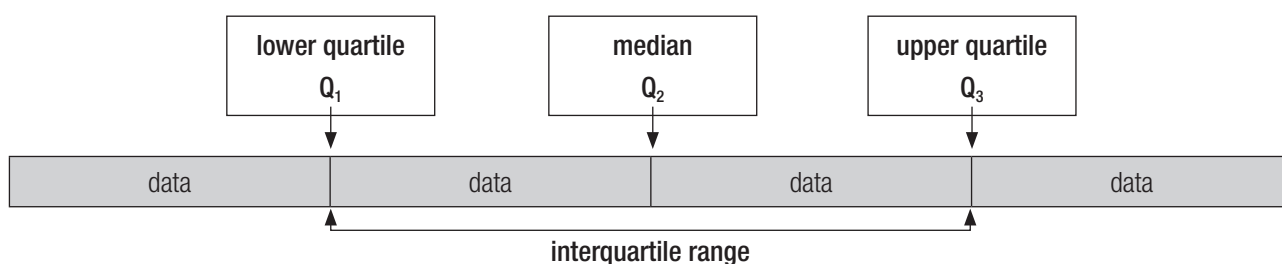 lower quartile
Q₁
median
Q₂
upper quartile
Q₃
data
data
data
data
interquartile range